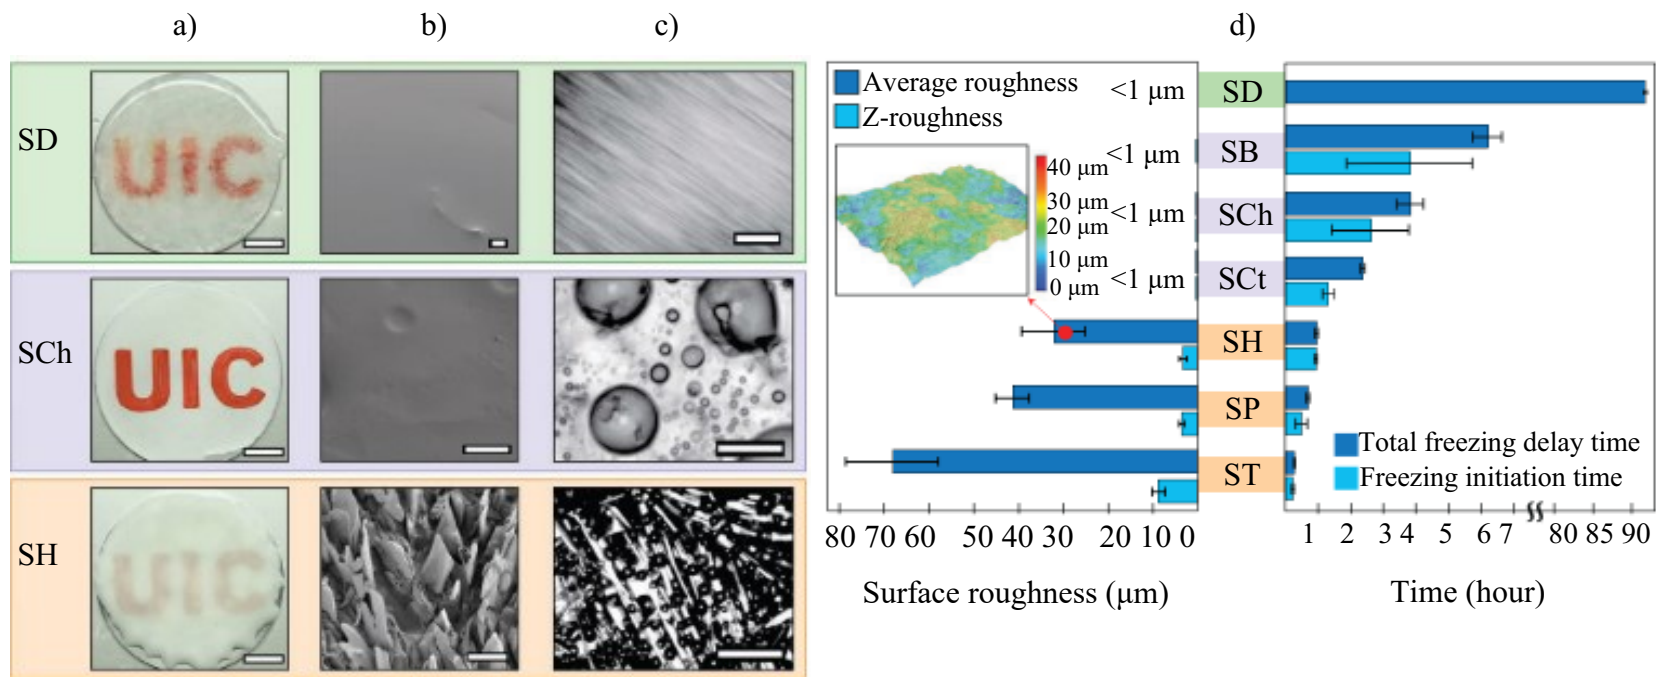 a)
b)
c)
d)
SD
UIC
SCh
UIC
SH
UIC
Average roughness
Z-roughness
<1 μm
<1 μm
<1 μm
<1 μm
40 μm
30 μm
20 μm
10 μm
0 μm
SD
SB
SCh
SCt
SH
SP
ST
Total freezing delay time
Freezing initiation time
80 70 60 50 40 30 20 10 0
1 2 3 4 5 6 7 80 85 90
Surface roughness (μm)
Time (hour)